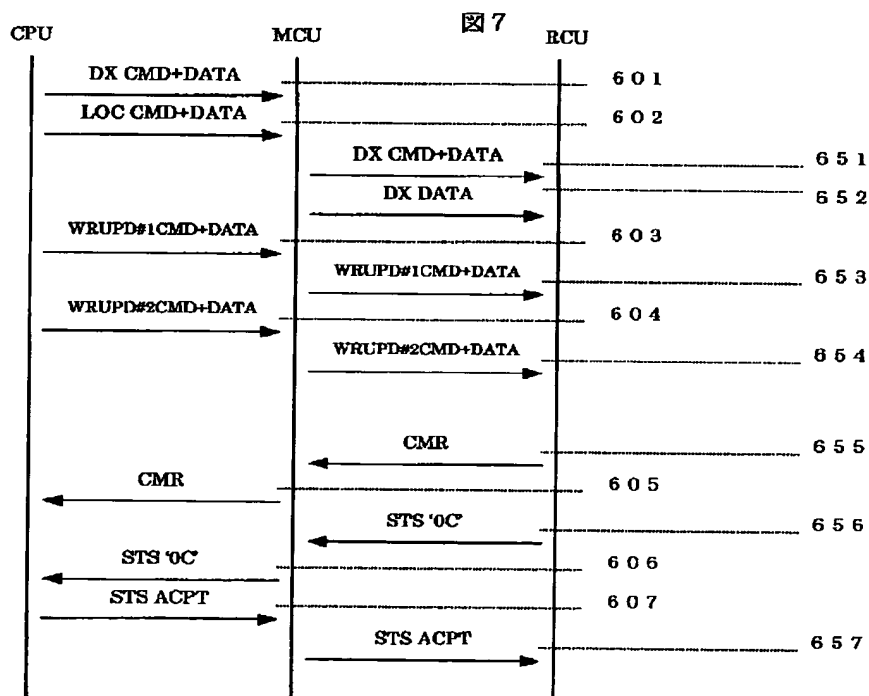 図7
CPU MCU RCU
DX CMD+DATA 601
LOC CMD+DATA 602
DX CMD+DATA 651
DX DATA 652
WRUPD#1CMD+DATA 603
WRUPD#1CMD+DATA 653
WRUPD#2CMD+DATA 604
WRUPD#2CMD+DATA 654
CMR 655
CMR 605
STS '0C' 656
STS '0C' 606
STS ACPT 607
STS ACPT 657